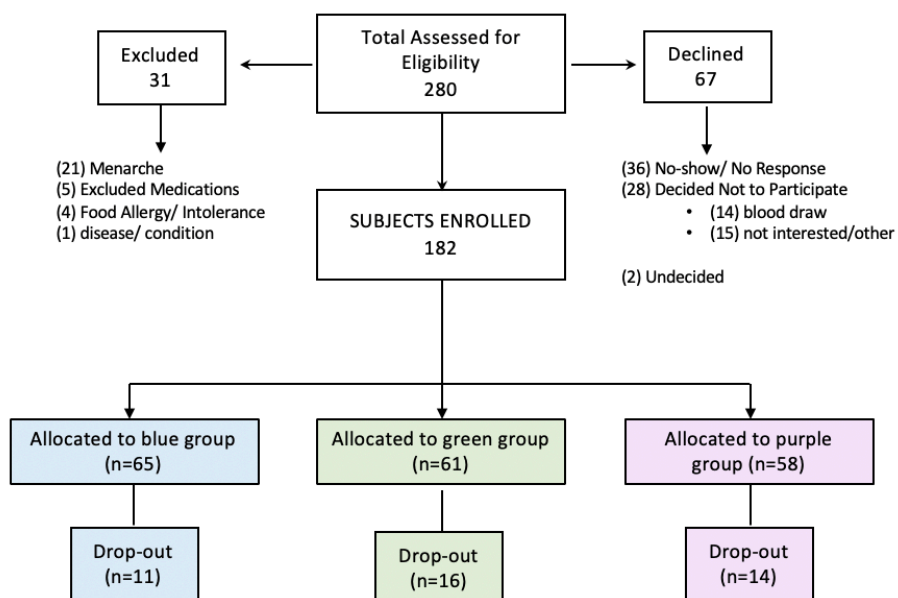 Total Assessed for
Eligibility
280
Excluded
31
Declined
67
(21) Menarche
(5) Excluded Medications
(4) Food Allergy/ Intolerance
(1) disease/ condition
(36) No-show/ No Response
(28) Decided Not to Participate
• (14) blood draw
• (15) not interested/other
(2) Undecided
SUBJECTS ENROLLED
182
Allocated to blue group
(n=65)
Allocated to green group
(n=61)
Allocated to purple
group (n=58)
Drop-out
(n=11)
Drop-out
(n=16)
Drop-out
(n=14)